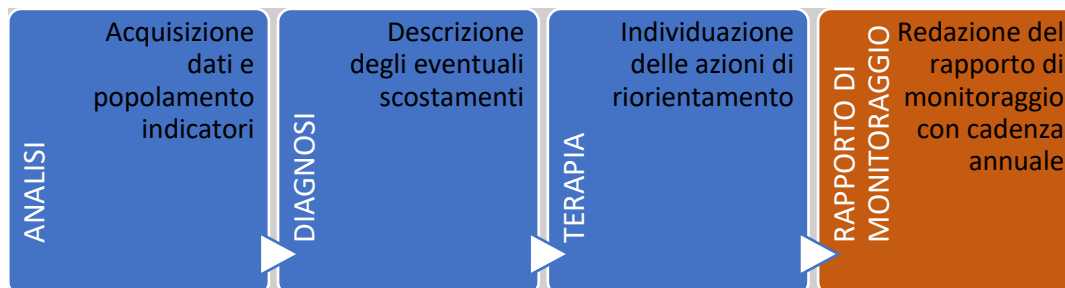 ANALISI
Acquisizione
dati e
popolamento
indicatori
DIAGNOSI
Descrizione
degli eventuali
scostamenti
TERAPIA
Individuazione
delle azioni di
riorientamento
RAPPORTO DI
MONITORAGGIO
Redazione del
rapporto di
monitoraggio
con cadenza
annuale